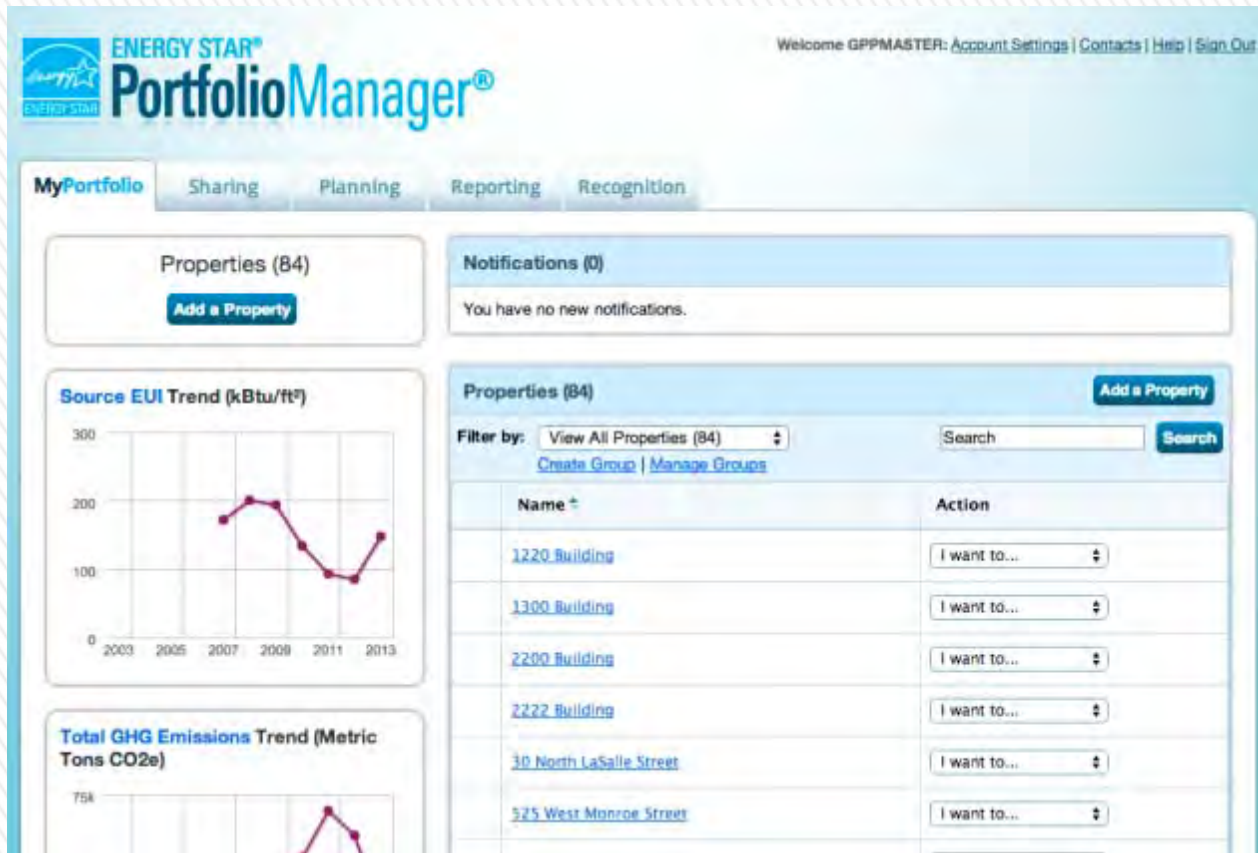 ENERGY STAR®
PortfolioManager®
ENERGY STAR
Welcome GPPMASTER: Account Settings | Contacts | Help | Sign Out
MyPortfolio
Sharing
Planning
Reporting
Recognition
Properties (84)
Add a Property
Notifications (0)
You have no new notifications.
Source EUI Trend (kBtu/ft²)
300
200
100
0
2003 2005 2007 2009 2011 2013
Properties (84)
Add a Property
Filter by: View All Properties (84)
Search
Search
Create Group | Manage Groups
Name
Action
1220 Building
I want to...
1300 Building
I want to...
2200 Building
I want to...
2222 Building
I want to...
30 North LaSalle Street
I want to...
525 West Monroe Street
I want to...
Total GHG Emissions Trend (Metric
Tons CO2e)
75k